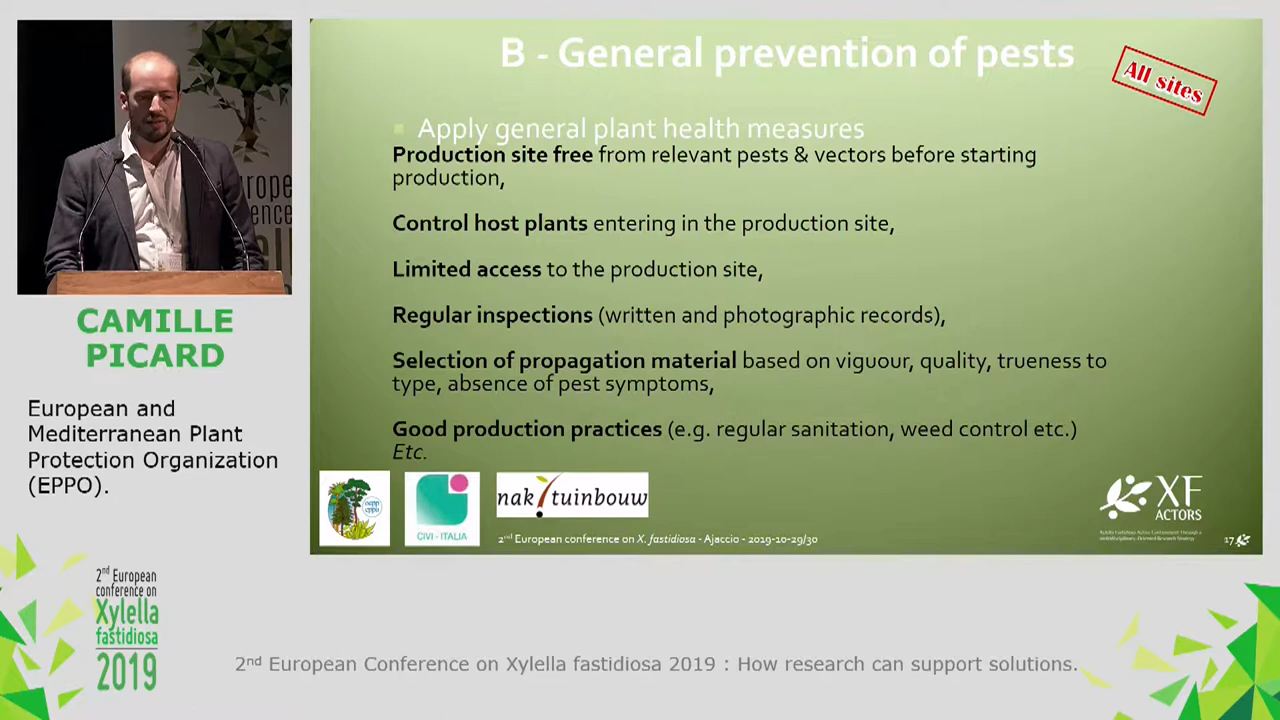 B - General prevention of pests
All sites
Apply general plant health measures
Production site free from relevant pests & vectors before starting
production,
Control host plants entering in the production site,
Limited access to the production site,
Regular inspections (written and photographic records),
Selection of propagation material based on vigour, quality, trueness to
type, absence of pest symptoms,
Good production practices (e.g. regular sanitation, weed control etc.)
Etc.
CIVI - ITALIA
nak tuinbouw
XF
ACTORS
2nd European conference on X. fastidiosa - Ajaccio - 2019-10-29/30
17
CAMILLE
PICARD
European and
Mediterranean Plant
Protection Organization
(EPPO).
2nd European
conference on
Xylella
fastidiosa
2019
2nd European Conference on Xylella fastidiosa 2019 : How research can support solutions.